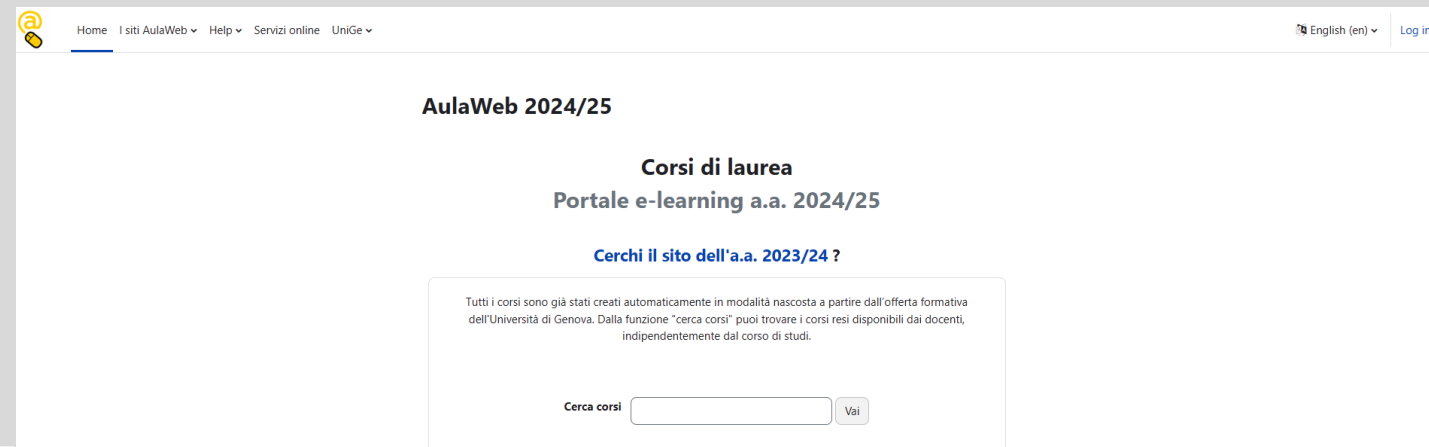 Home I siti AulaWeb Help Servizi online UniGe English (en) Log in
AulaWeb 2024/25
Corsi di laurea
Portale e-learning a.a. 2024/25
Cerchi il sito dell'a.a. 2023/24 ?
Tutti i corsi sono già stati creati automaticamente in modalità nascosta a partire dall'offerta formativa
dell'Università di Genova. Dalla funzione "cerca corsi" puoi trovare i corsi resi disponibili dai docenti,
indipendentemente dal corso di studi.
Cerca corsi Vai